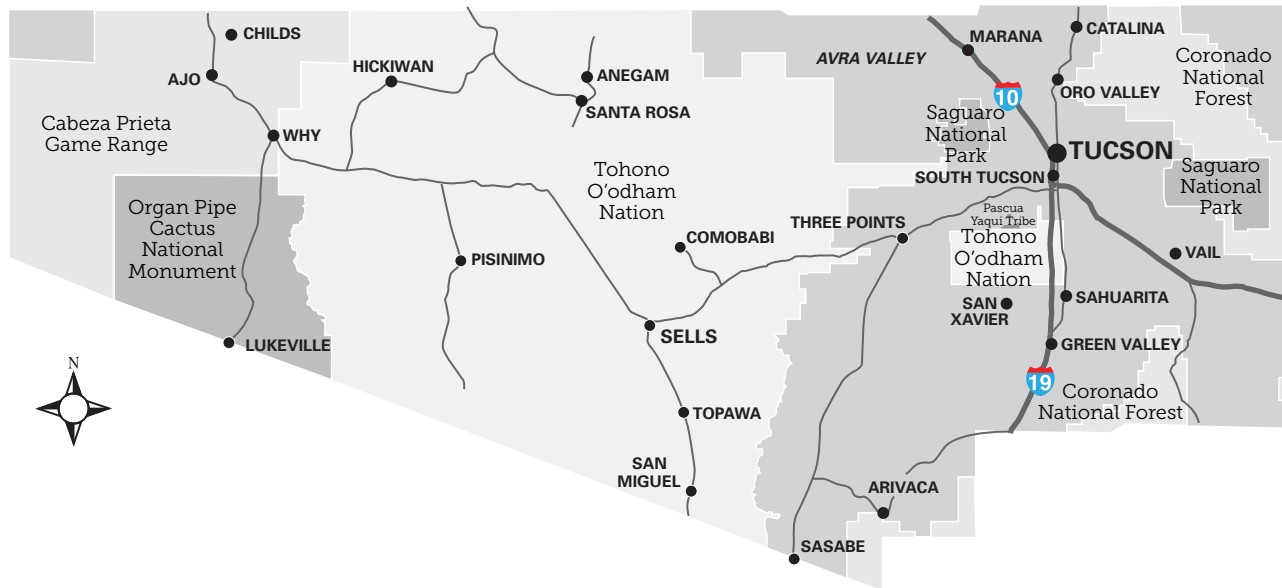 CHILDS
AJO
HICKIWAN
ANEGAM
SANTA ROSA
WHY
Cabeza Prieta
Game Range
Organ Pipe
Cactus
National
Monument
LUKEVILLE
N
PISINIMO
Tohono
O'odham
Nation
COMOBABI
SELLS
TOPAWA
SAN
MIGUEL
AVRA VALLEY
MARANA
CATALINA
10
ORO VALLEY
Coronado
National
Forest
Saguaro
National
Park
TUCSON
SOUTH TUCSON
Saguaro
National
Park
THREE POINTS
Pascua
Yaqui Tribe
Tohono
O'odham
Nation
VAIL
SAN
XAVIER
SAHUARITA
GREEN VALLEY
19
Coronado
National Forest
ARIVACA
SASABE